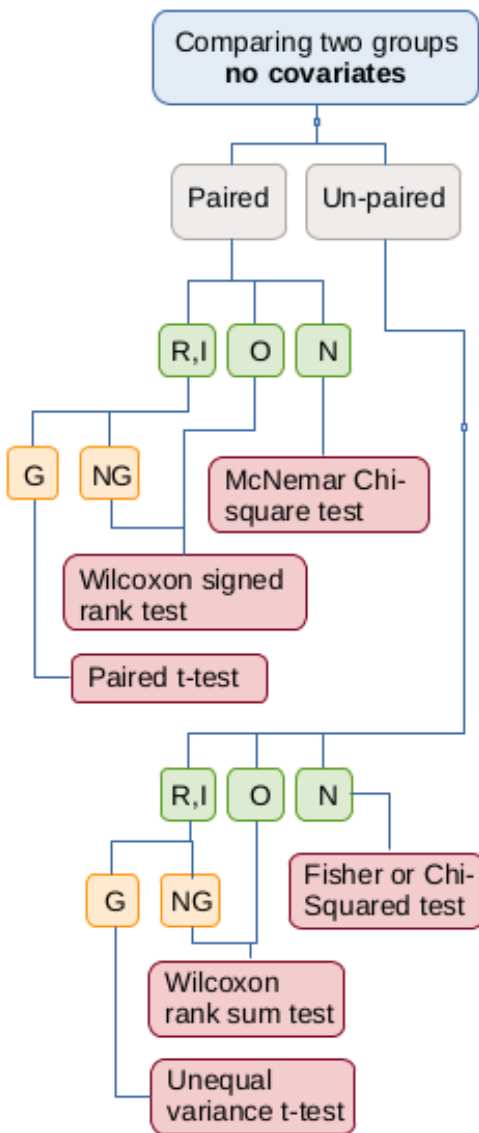 Comparing two groups
no covariates
Paired
Un-paired
R,I
O
N
G
NG
McNemar Chi-
square test
Wilcoxon signed
rank test
Paired t-test
R,I
O
N
G
NG
Fisher or Chi-
Squared test
Wilcoxon
rank sum test
Unequal
variance t-test